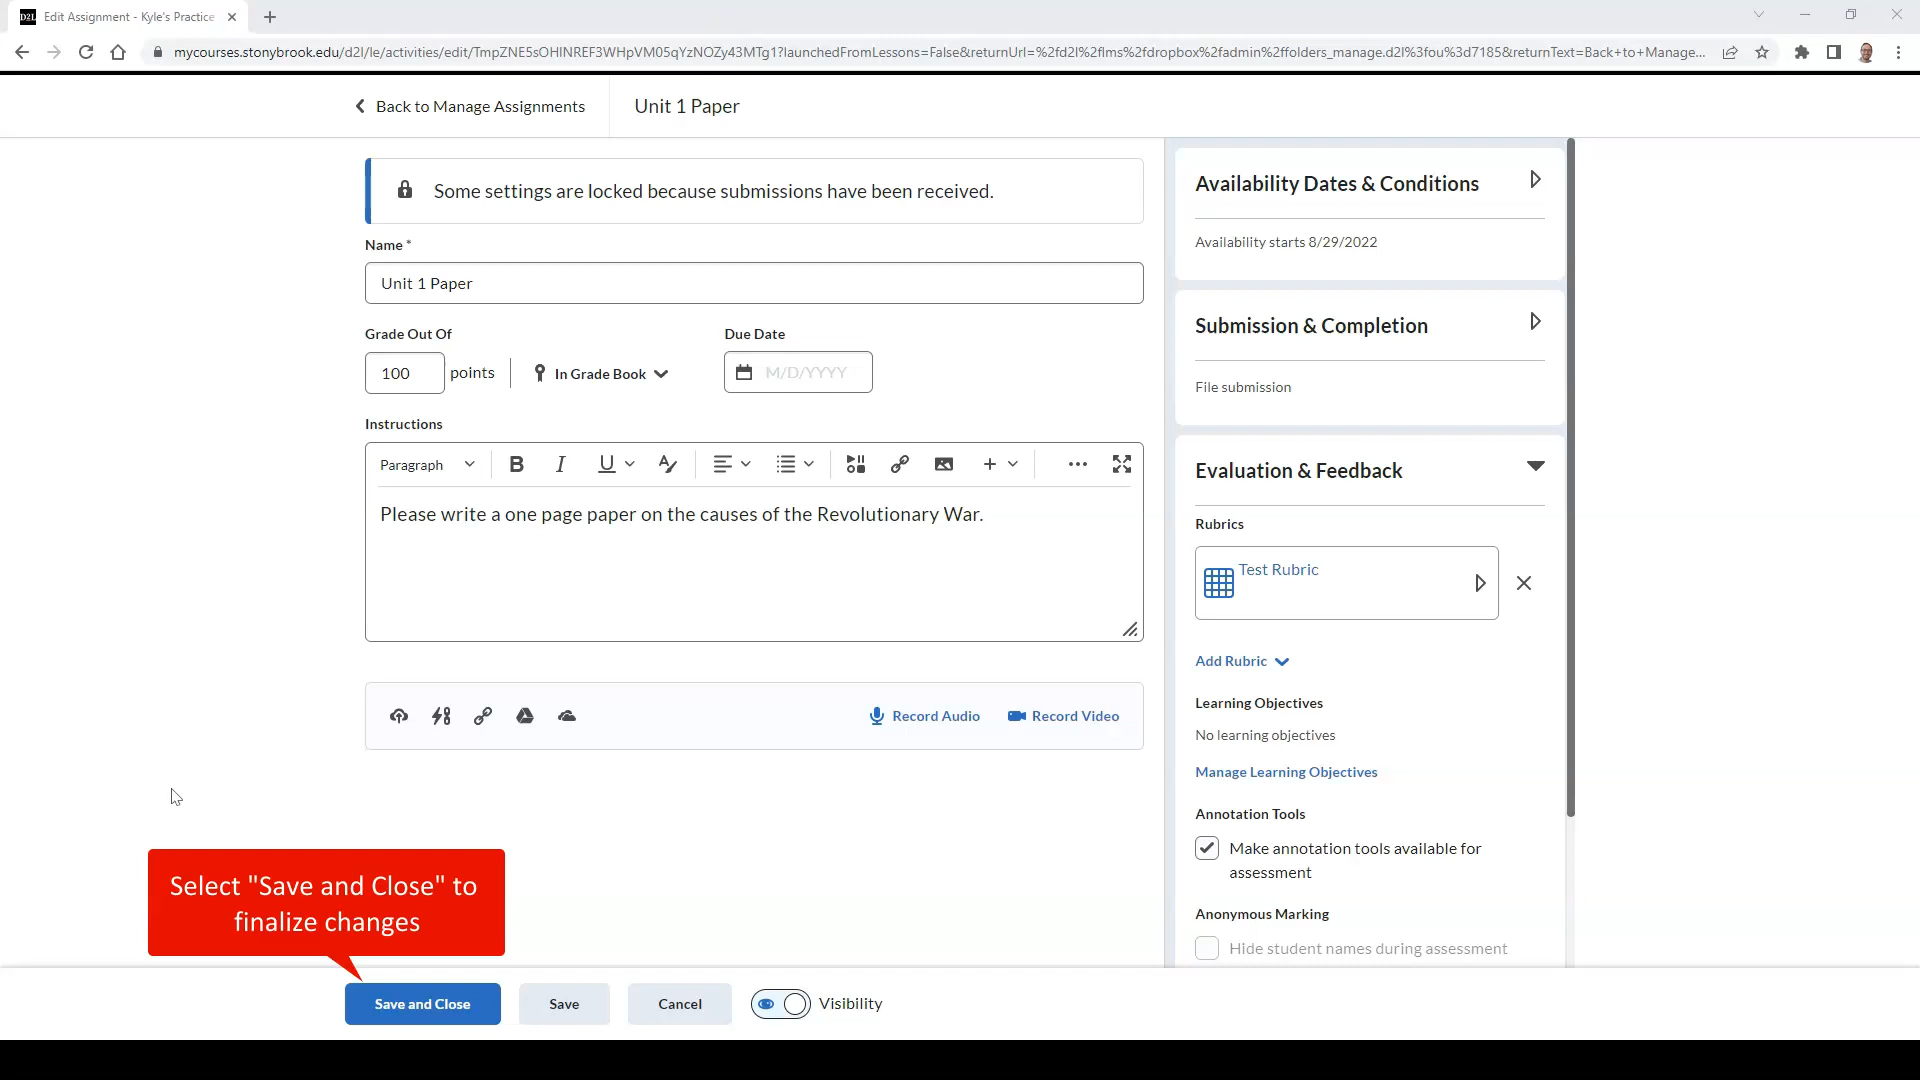 D2L Edit Assignment - Kyle's Practice
mycourses.stonybrook.edu/d2l/le/activities/edit/TmpZNE5sOHlNREF3WHpVM05qYzNOZy43MTg1?launchedFromLessons=False&returnUrl=%2fd2l%2flms%2fdropbox%2fadmin%2ffolders_manage.d2l%3fou%3d7185&returnText=Back+to+Manage...
Back to Manage Assignments
Unit 1 Paper
Some settings are locked because submissions have been received.
Name *
Unit 1 Paper
Grade Out Of
Due Date
100 points
In Grade Book
M/D/YYYY
Instructions
Paragraph
Please write a one page paper on the causes of the Revolutionary War.
Record Audio
Record Video
Select "Save and Close" to
finalize changes
Availability Dates & Conditions
Availability starts 8/29/2022
Submission & Completion
File submission
Evaluation & Feedback
Rubrics
Test Rubric
Add Rubric
Learning Objectives
No learning objectives
Manage Learning Objectives
Annotation Tools
Make annotation tools available for
assessment
Anonymous Marking
Hide student names during assessment
Save and Close
Save
Cancel
Visibility